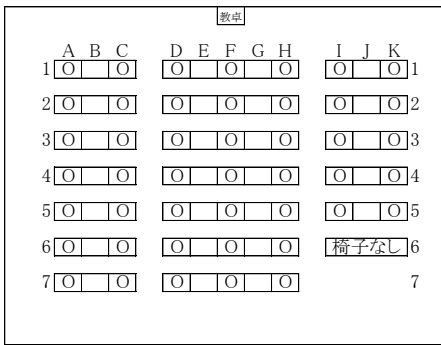 教卓
A B C D E F G H I J K
1 O O O O O O O 1
2 O O O O O O O 2
3 O O O O O O O 3
4 O O O O O O O 4
5 O O O O O O O 5
6 O O O O O 椅子なし 6
7 O O O O O 7